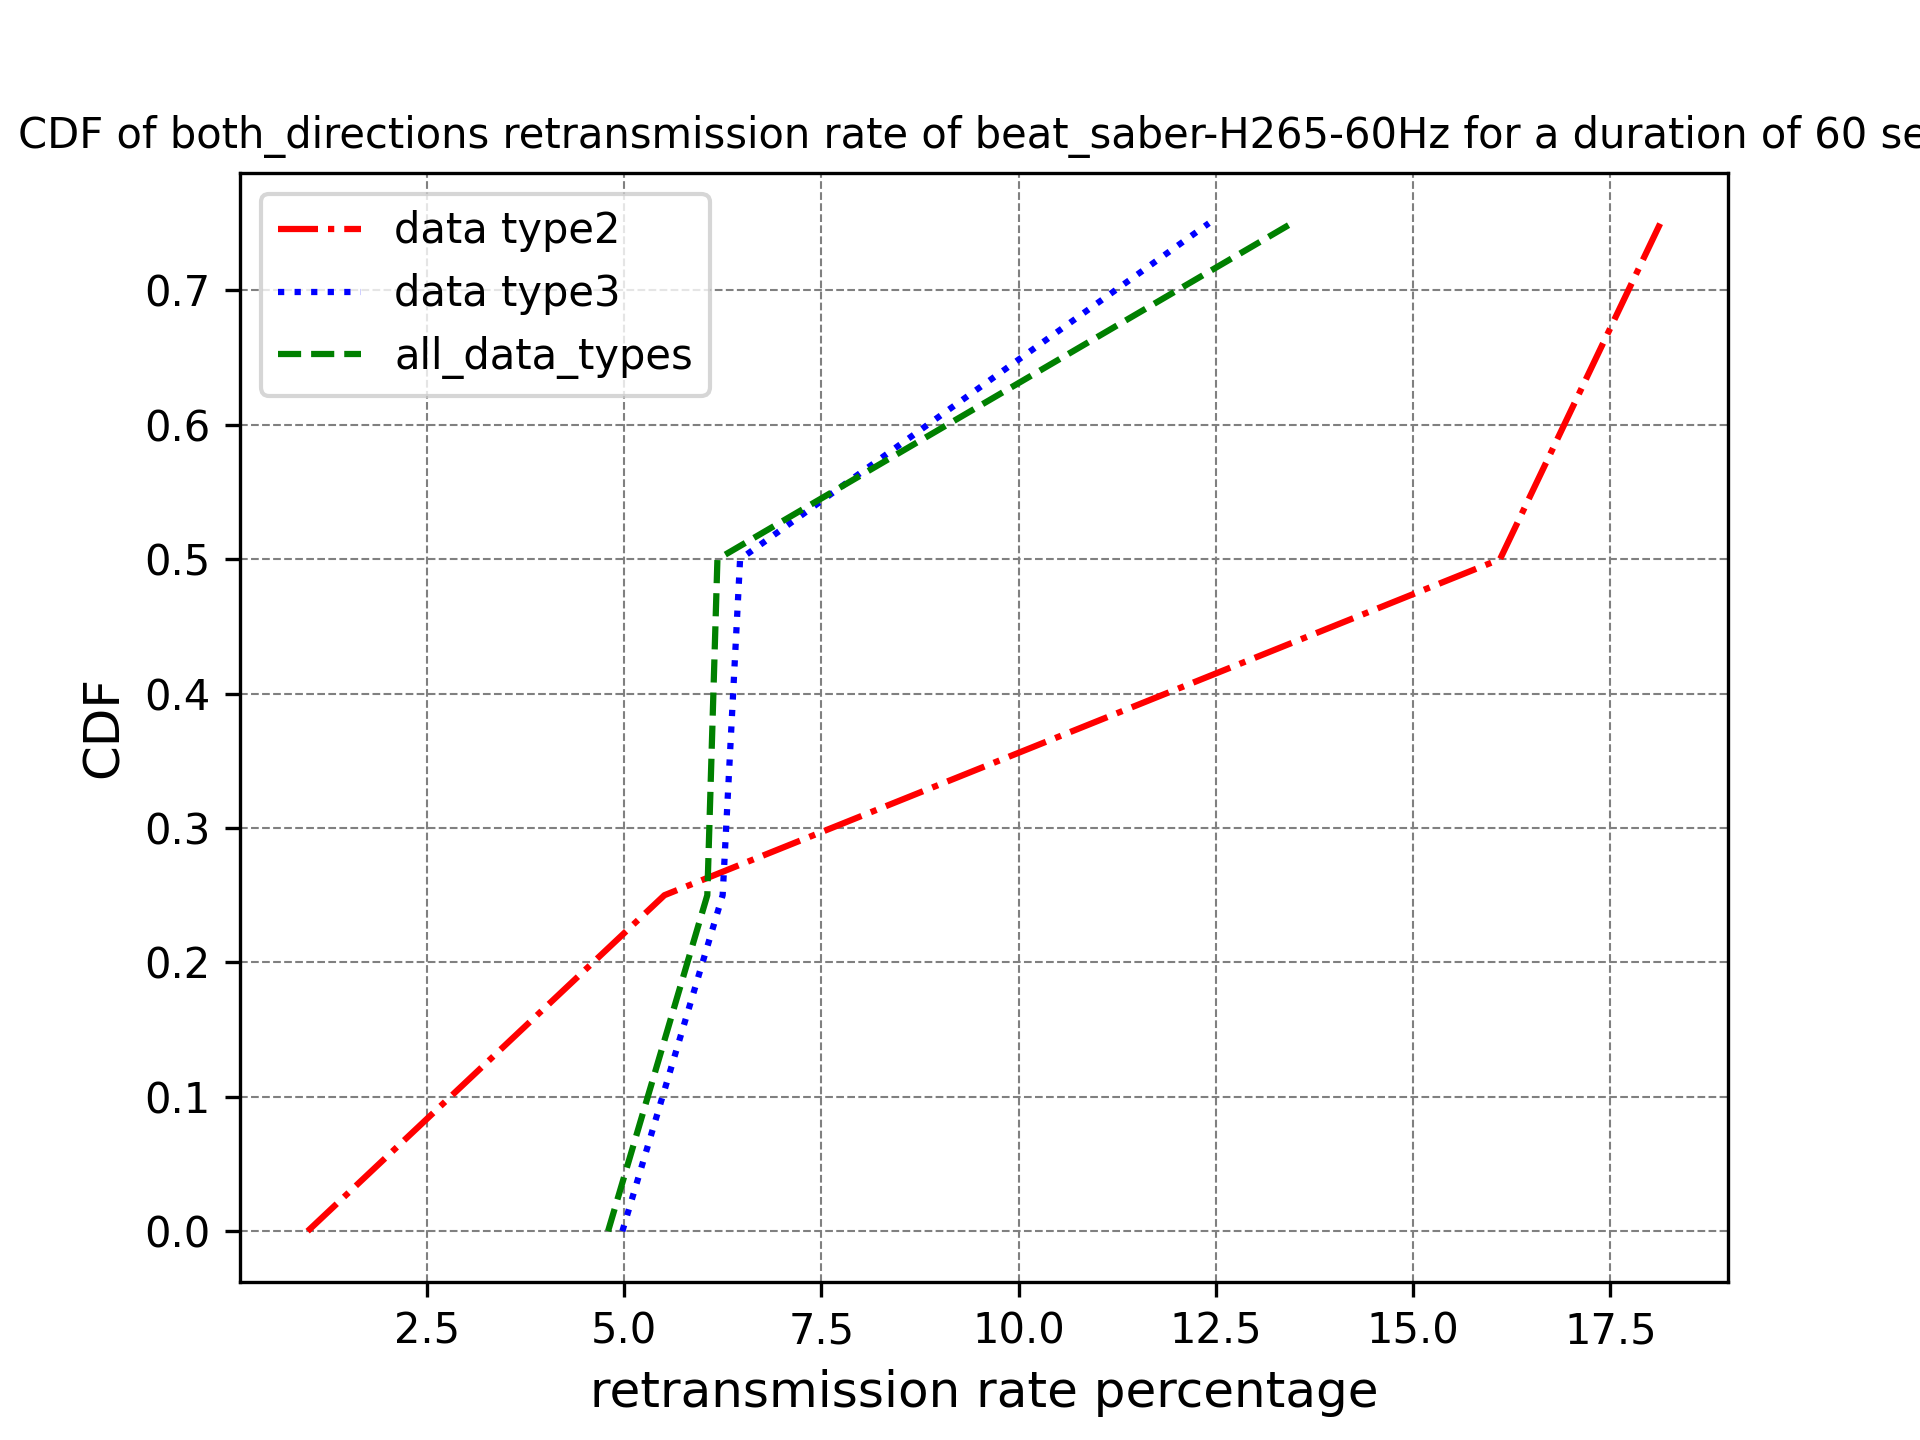 CDF of both_directions retransmission rate of beat_saber-H265-60Hz for a duration of 60 se
data type2
data type3
all_data_types
0.7
0.6
0.5
0.4
0.3
0.2
0.1
0.0
CDF
2.5 5.0 7.5 10.0 12.5 15.0 17.5
retransmission rate percentage